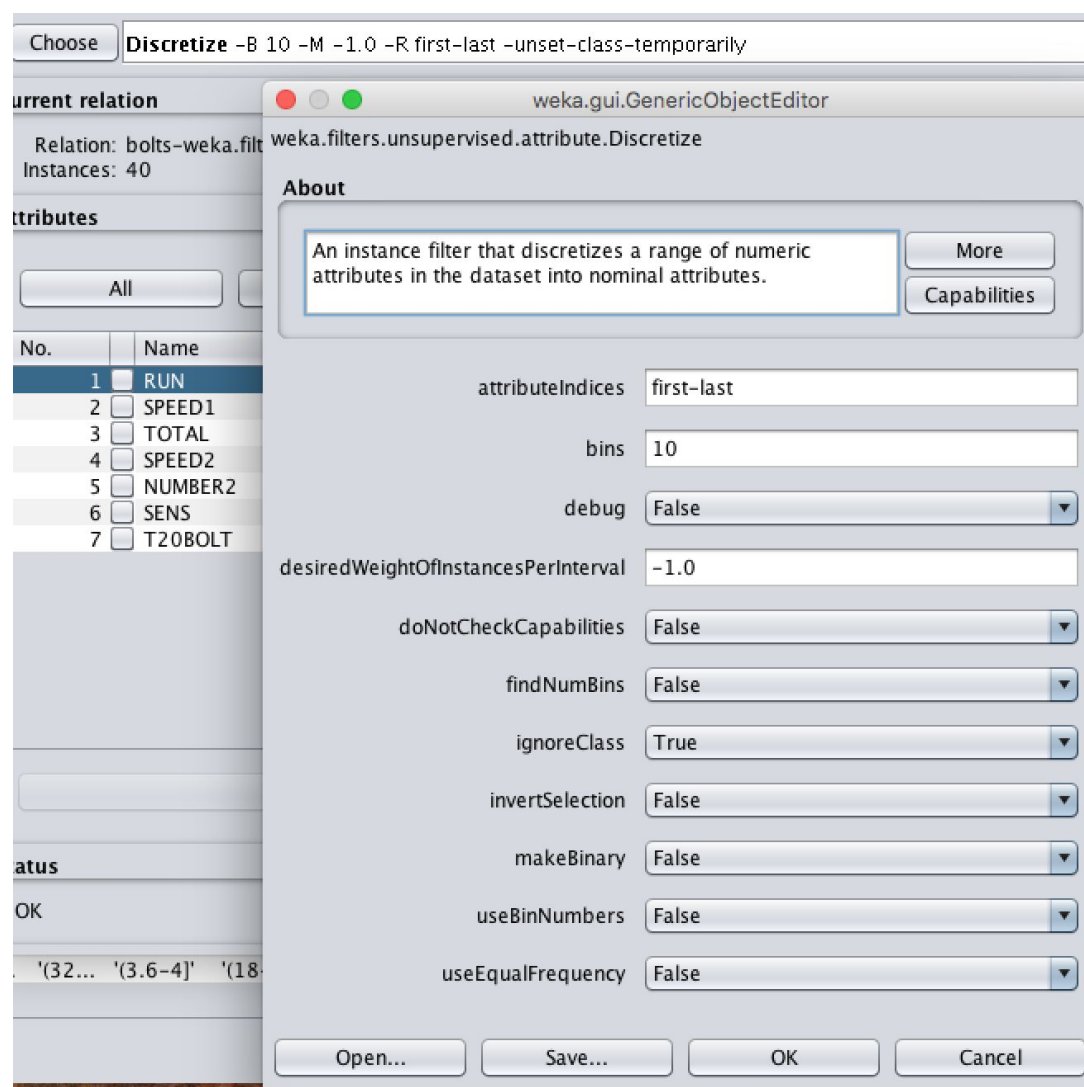 Choose Discretize -B 10 -M -1.0 -R first-last -unset-class-temporarily
urrent relation
weka.gui.GenericObjectEditor
Relation: bolts-weka.filt
weka.filters.unsupervised.attribute.Discretize
Instances: 40
About
ttributes
An instance filter that discretizes a range of numeric
attributes in the dataset into nominal attributes.
More
Capabilities
All
No. Name
1 RUN
2 SPEED1
3 TOTAL
4 SPEED2
5 NUMBER2
6 SENS
7 T20BOLT
attributeIndices first-last
bins 10
debug False
desiredWeightOfInstancesPerInterval -1.0
doNotCheckCapabilities False
findNumBins False
ignoreClass True
invertSelection False
makeBinary False
useBinNumbers False
useEqualFrequency False
atus
OK
. '(32... '(3.6-4]' '(18-
Open... Save... OK Cancel